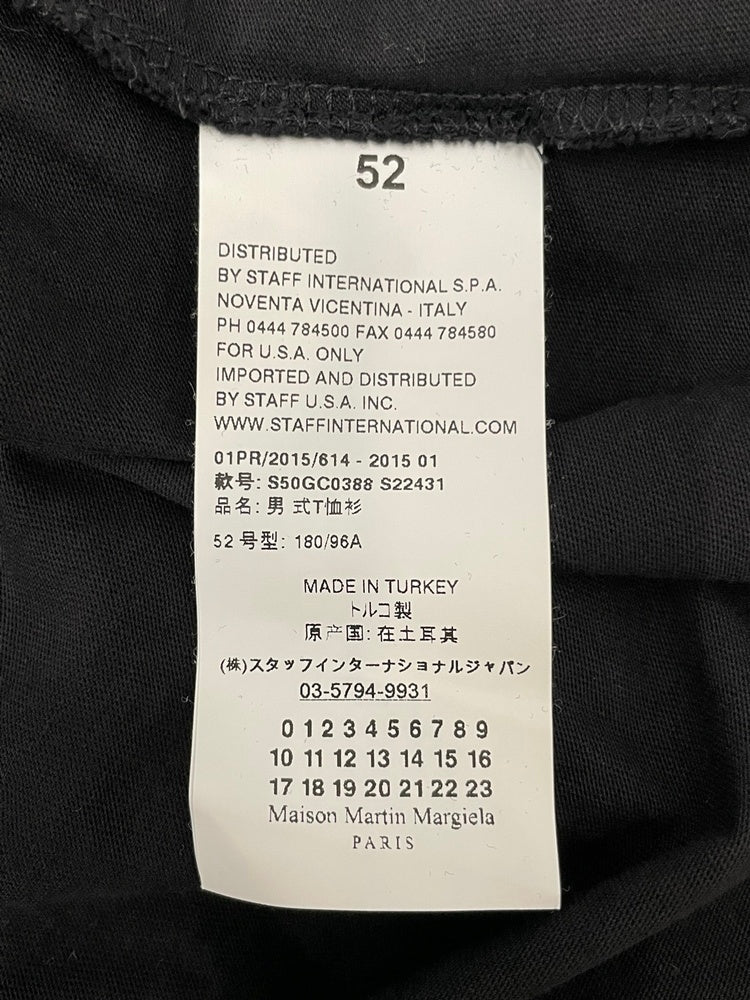 52
DISTRIBUTED
BY STAFF INTERNATIONAL S.P.A.
NOVENTA VICENTINA - ITALY
PH 0444 784500 FAX 0444 784580
FOR U.S.A. ONLY
IMPORTED AND DISTRIBUTED
BY STAFF U.S.A. INC.
WWW.STAFFINTERNATIONAL.COM
01PR/2015/614 - 2015 01
款号: S50GC0388 S22431
品名: 男 式T恤衫
52 号型: 180/96A
MADE IN TURKEY
トルコ製
原产国: 在土耳其
(株)スタッフインターナショナルジャパン
03-5794-9931
0 1 2 3 4 5 6 7 8 9
10 11 12 13 14 15 16
17 18 19 20 21 22 23
Maison Martin Margiela
PARIS